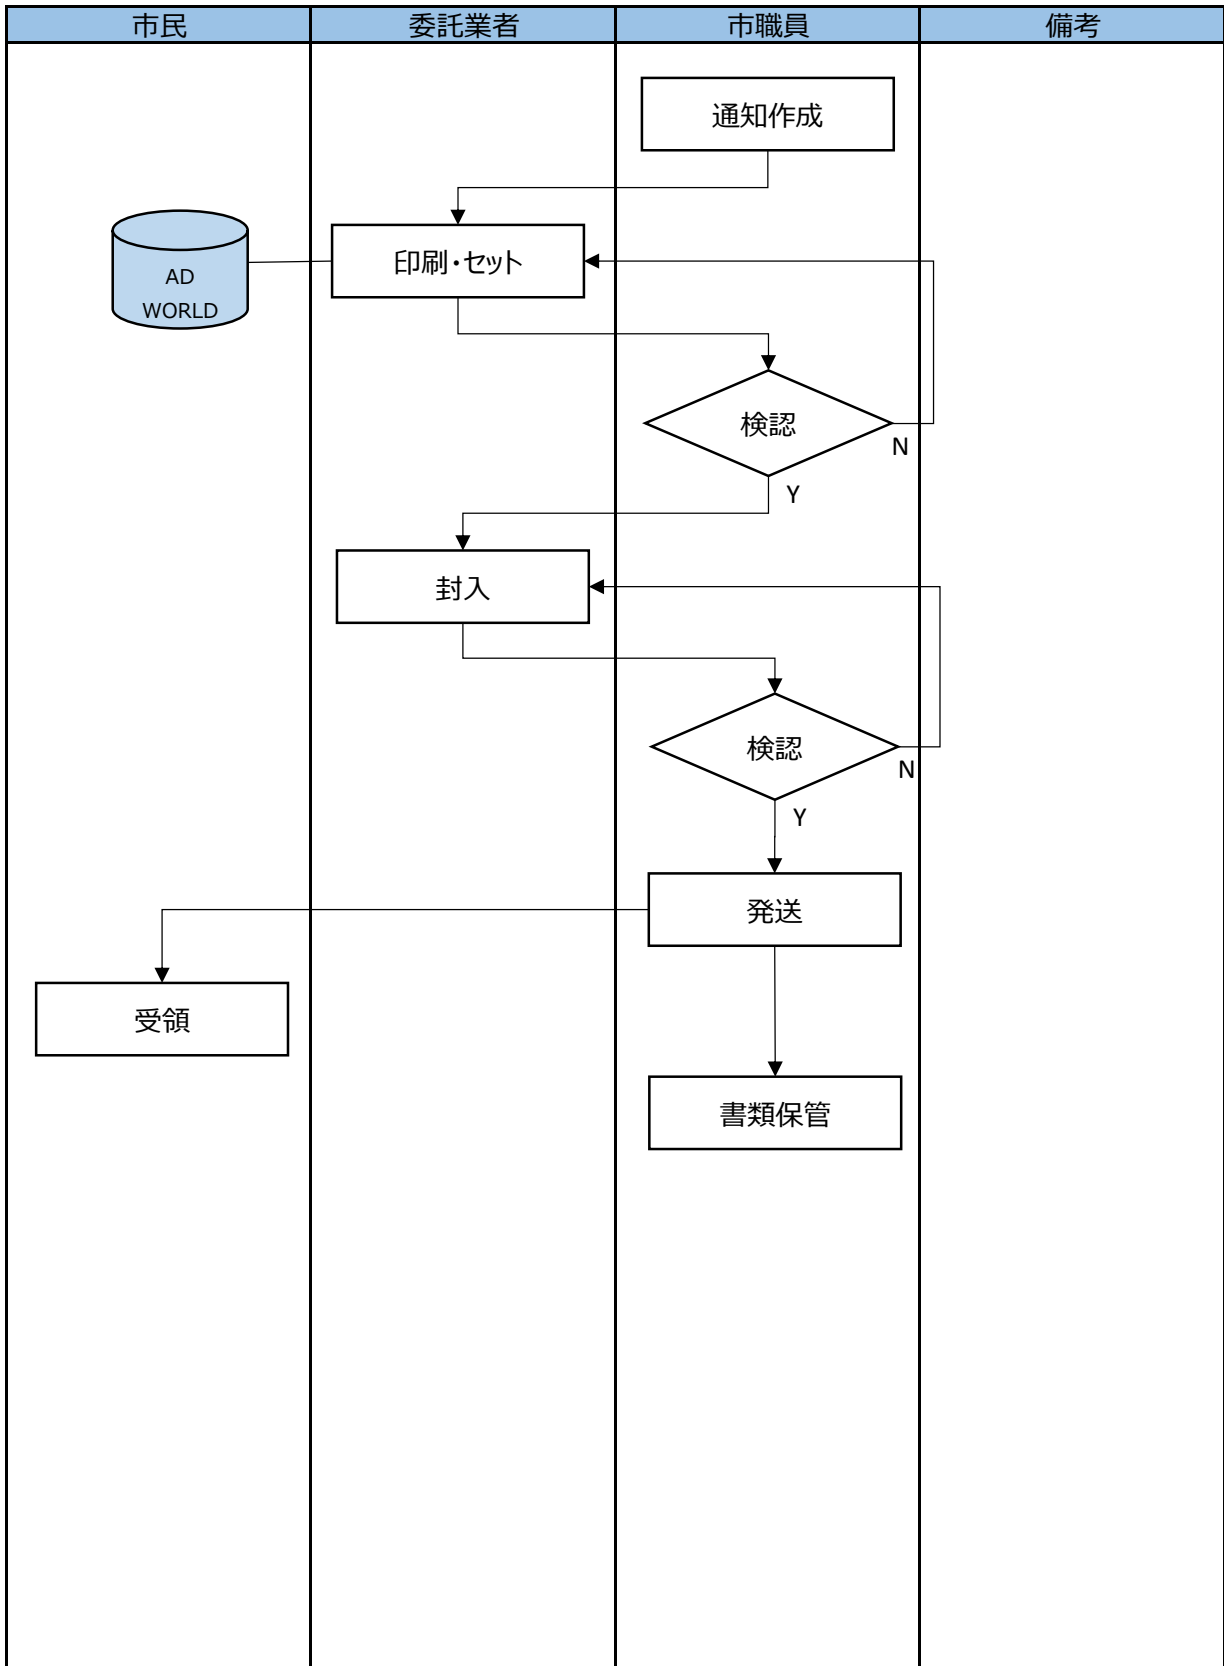 市民
委託業者
市職員
備考
通知作成
印刷・セット
AD
WORLD
検認
N
Y
封入
検認
N
Y
発送
受領
書類保管